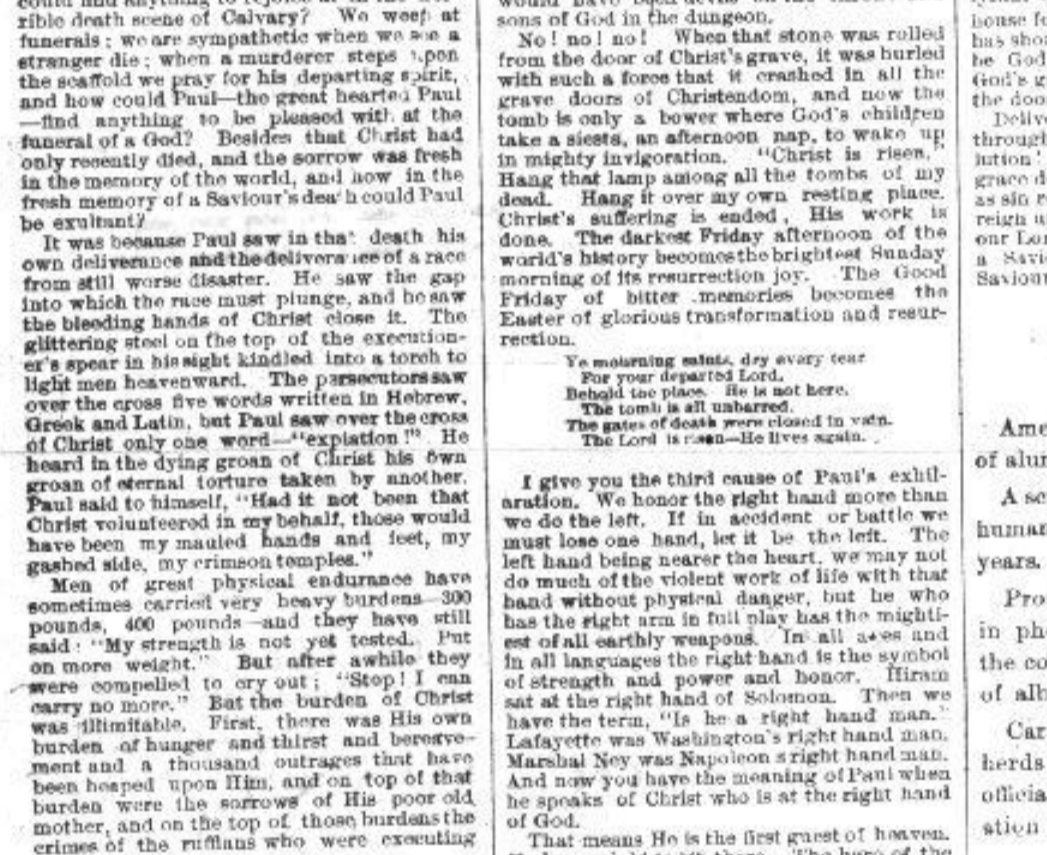 rible death scene of Calvary? We weep at
funerals; we are sympathetic when we see a
stranger die; when a murderer steps upon
the scaffold we pray for his departing spirit,
and how could Paul—the great hearted Paul
—find anything to be pleased with at the
funeral of a God? Besides that Christ had
only recently died, and the sorrow was fresh
in the memory of the world, and how in the
fresh memory of a Saviour's death could Paul
be exultant?
It was because Paul saw in that death his
own deliverance and the deliverance of a race
from still worse disaster. He saw the gap
into which the race must plunge, and he saw
the bleeding hands of Christ close it. The
glittering steel on the top of the execution-
er's spear in his sight kindled into a torch to
light men heavenward. The persecutors saw
over the cross five words written in Hebrew,
Greek and Latin, but Paul saw over the cross
of Christ only one word—"expiation!" He
heard in the dying groan of Christ his own
groan of eternal torture taken by another.
Paul said to himself, "Had it not been that
Christ volunteered in my behalf, those would
have been my mauled hands and feet, my
gashed side, my crimson temples."
Men of great physical endurance have
sometimes carried very heavy burdens—300
pounds, 400 pounds—and they have still
said: "My strength is not yet tested. Put
on more weight." But after awhile they
were compelled to cry out; "Stop! I can
carry no more." But the burden of Christ
was illimitable. First, there was His own
burden of hunger and thirst and bereave-
ment and a thousand outrages that have
been heaped upon Him, and on top of that
burden were the sorrows of His poor old
mother, and on the top of those burdens the
crimes of the ruffians who were executing
sons of God in the dungeon.
No! no! no! When that stone was rolled
from the door of Christ's grave, it was hurled
with such a force that it crashed in all the
grave doors of Christendom, and now the
tomb is only a bower where God's children
take a siesta, an afternoon nap, to wake up
in mighty invigoration. "Christ is risen."
Hang that lamp among all the tombs of my
dead. Hang it over my own resting place.
Christ's suffering is ended, His work is
done. The darkest Friday afternoon of the
world's history becomes the brightest Sunday
morning of its resurrection joy. The Good
Friday of bitter memories becomes the
Easter of glorious transformation and resur-
rection.
Ye mourning saints, dry every tear
For your departed Lord.
Behold the place. He is not here.
The tomb is all unbarred.
The gates of death were closed in vain.
The Lord is risen—He lives again.
I give you the third cause of Paul's exhil-
aration. We honor the right hand more than
we do the left. If in accident or battle we
must lose one hand, let it be the left. The
left hand being nearer the heart, we may not
do much of the violent work of life with that
hand without physical danger, but he who
has the right arm in full play has the mighti-
est of all earthly weapons. In all ages and
in all languages the right hand is the symbol
of strength and power and honor. Hiram
sat at the right hand of Solomon. Then we
have the term, "Is he a right hand man."
Lafayette was Washington's right hand man.
Marshal Ney was Napoleon's right hand man.
And now you have the meaning of Paul when
he speaks of Christ who is at the right hand
of God.
That means He is the first guest of heaven.
house
has
be God
God's
the
through
as sin
reign
our
a
Saviour
of
A
human
years.
in
the
of
herds